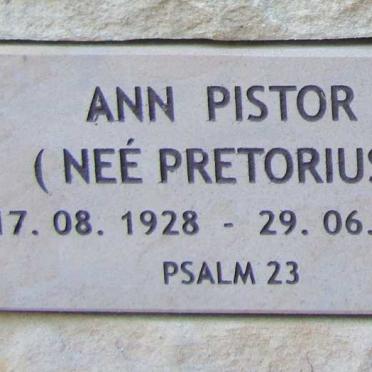 ANN PISTOR
( NEÉ PRETORIUS
17. 08. 1928 - 29. 06.
PSALM 23